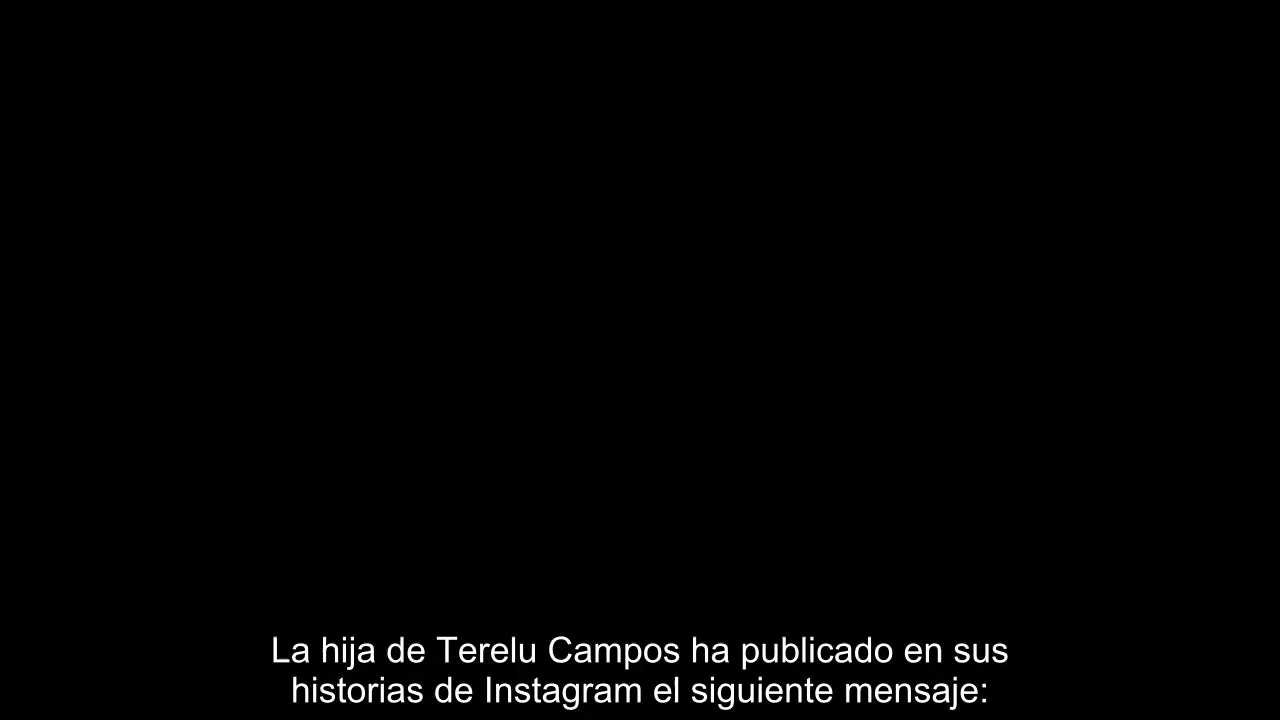 La hija de Terelu Campos ha publicado en sus
historias de Instagram el siguiente mensaje: